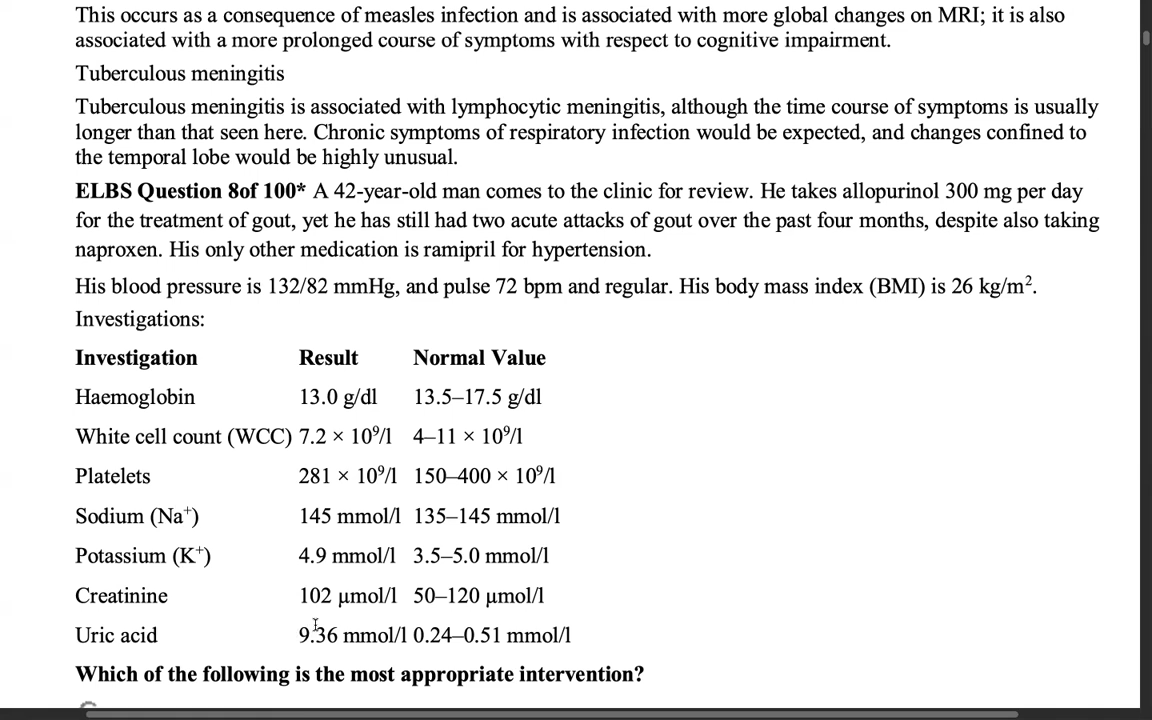 This occurs as a consequence of measles infection and is associated with more global changes on MRI; it is also
associated with a more prolonged course of symptoms with respect to cognitive impairment.
Tuberculous meningitis
Tuberculous meningitis is associated with lymphocytic meningitis, although the time course of symptoms is usually
longer than that seen here. Chronic symptoms of respiratory infection would be expected, and changes confined to
the temporal lobe would be highly unusual.
ELBS Question 8of 100* A 42-year-old man comes to the clinic for review. He takes allopurinol 300 mg per day
for the treatment of gout, yet he has still had two acute attacks of gout over the past four months, despite also taking
naproxen. His only other medication is ramipril for hypertension.
His blood pressure is 132/82 mmHg, and pulse 72 bpm and regular. His body mass index (BMI) is 26 kg/m².
Investigations:
Investigation Result Normal Value
Haemoglobin 13.0 g/dl 13.5–17.5 g/dl
White cell count (WCC) 7.2 × 10⁹/l 4–11 × 10⁹/l
Platelets 281 × 10⁹/l 150–400 × 10⁹/l
Sodium (Na⁺) 145 mmol/l 135–145 mmol/l
Potassium (K⁺) 4.9 mmol/l 3.5–5.0 mmol/l
Creatinine 102 µmol/l 50–120 µmol/l
Uric acid 9.36 mmol/l 0.24–0.51 mmol/l
Which of the following is the most appropriate intervention?